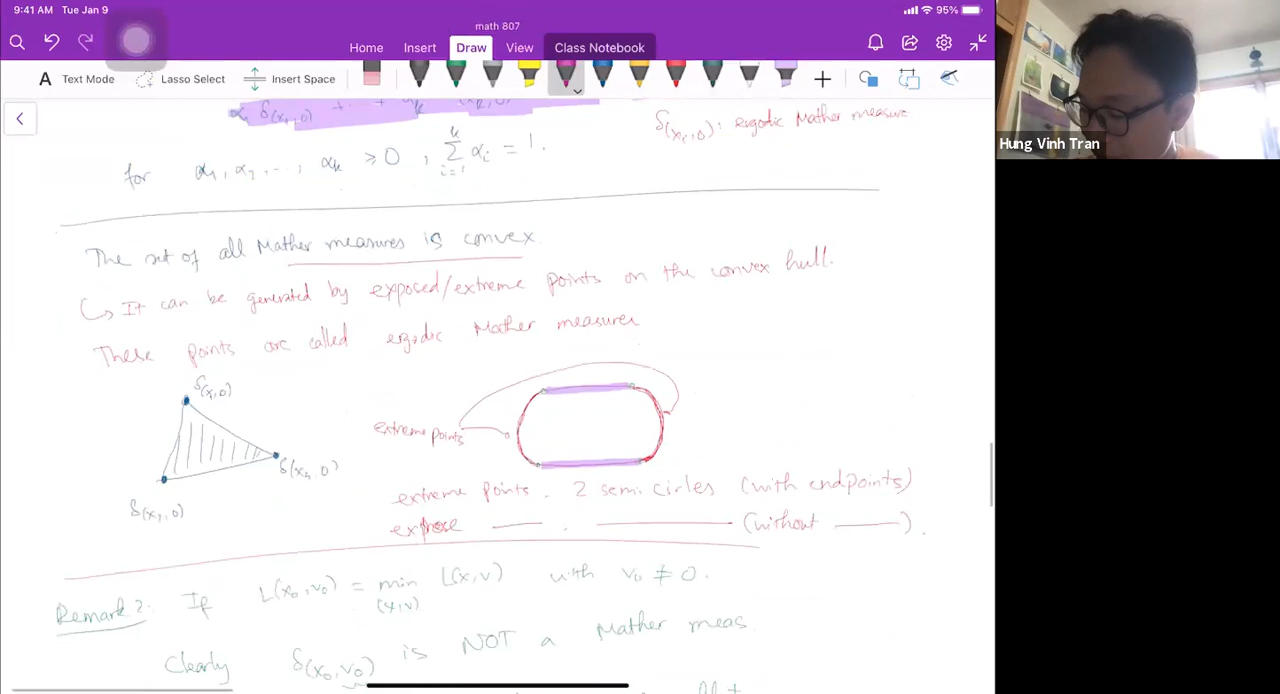 9:41 AM Tue Jan 9
95%
math 807
Home Insert Draw View Class Notebook
A Text Mode Lasso Select Insert Space
Hung Vinh Tran
δ(x₁,0) + ... +
δ(xᵢ,0) : ergodic Mather measure
for α₁, α₂, ..., αₖ ≥ 0 , ∑ᵢ₌₁ᵏ αᵢ = 1.
The set of all Mather measures is convex.
↳ It can be generated by exposed/extreme points on the convex hull.
These points are called ergodic Mather measures
δ(x₁,0)
extreme points
δ(x₃,0)
δ(x₂,0)
extreme points . 2 semi circles (with endpoints)
expose —— . ———— (without ——).
Remark 2: If L(x₀,v₀) = min L(x,v) with v₀ ≠ 0.
(x,v)
Clearly δ(x₀,v₀) is NOT a Mather meas